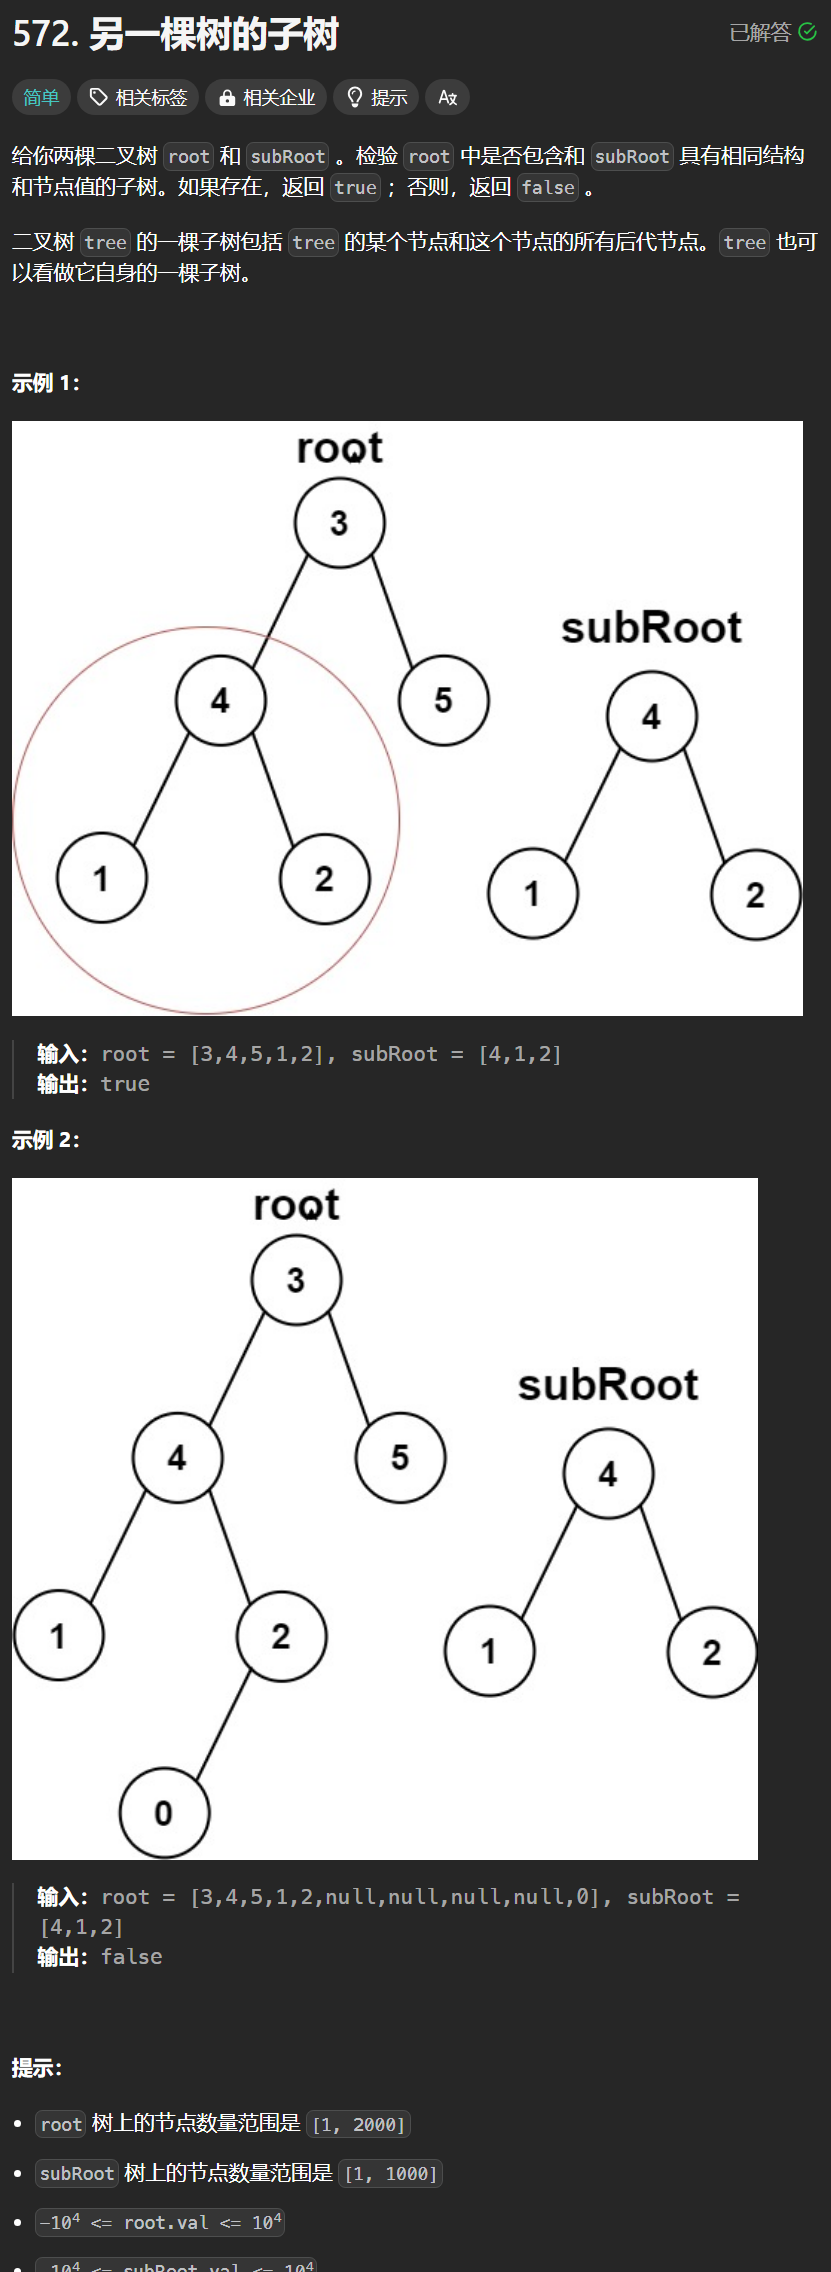 572. 另一棵树的子树
已解答
简单 相关标签 相关企业 提示
给你两棵二叉树 root 和 subRoot 。检验 root 中是否包含和 subRoot 具有相同结构
和节点值的子树。如果存在，返回 true ；否则，返回 false 。
二叉树 tree 的一棵子树包括 tree 的某个节点和这个节点的所有后代节点。tree 也可
以看做它自身的一棵子树。
示例 1：
root
3
subRoot
4
5
4
1
2
1
2
输入：root = [3,4,5,1,2], subRoot = [4,1,2]
输出：true
示例 2：
root
3
subRoot
4
5
4
1
2
1
2
0
输入：root = [3,4,5,1,2,null,null,null,null,0], subRoot =
[4,1,2]
输出：false
提示：
root 树上的节点数量范围是 [1, 2000]
subRoot 树上的节点数量范围是 [1, 1000]
-10⁴ <= root.val <= 10⁴
-10⁴ <= subRoot.val <= 10⁴